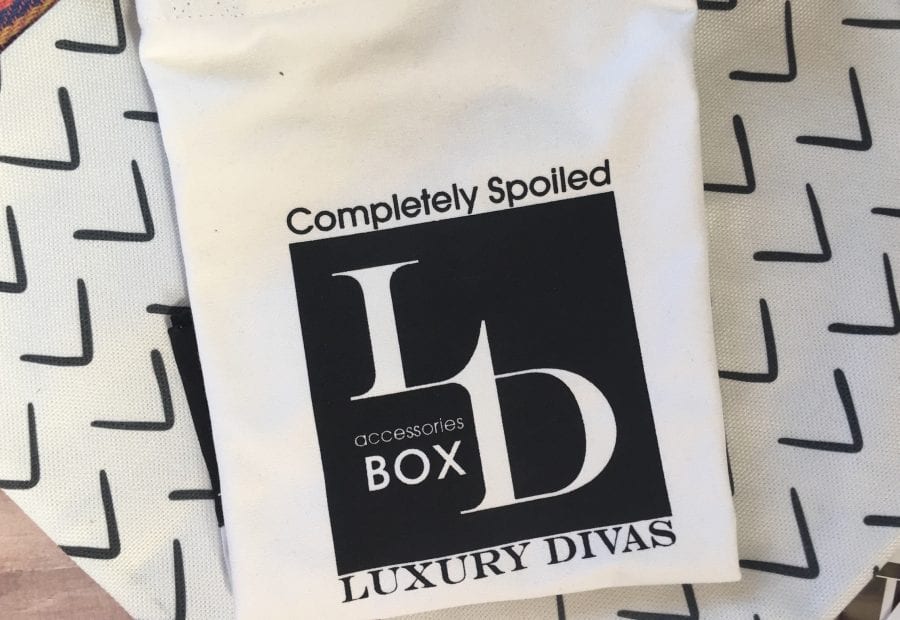 Completely Spoiled
LD
accessories
BOX
LUXURY DIVAS